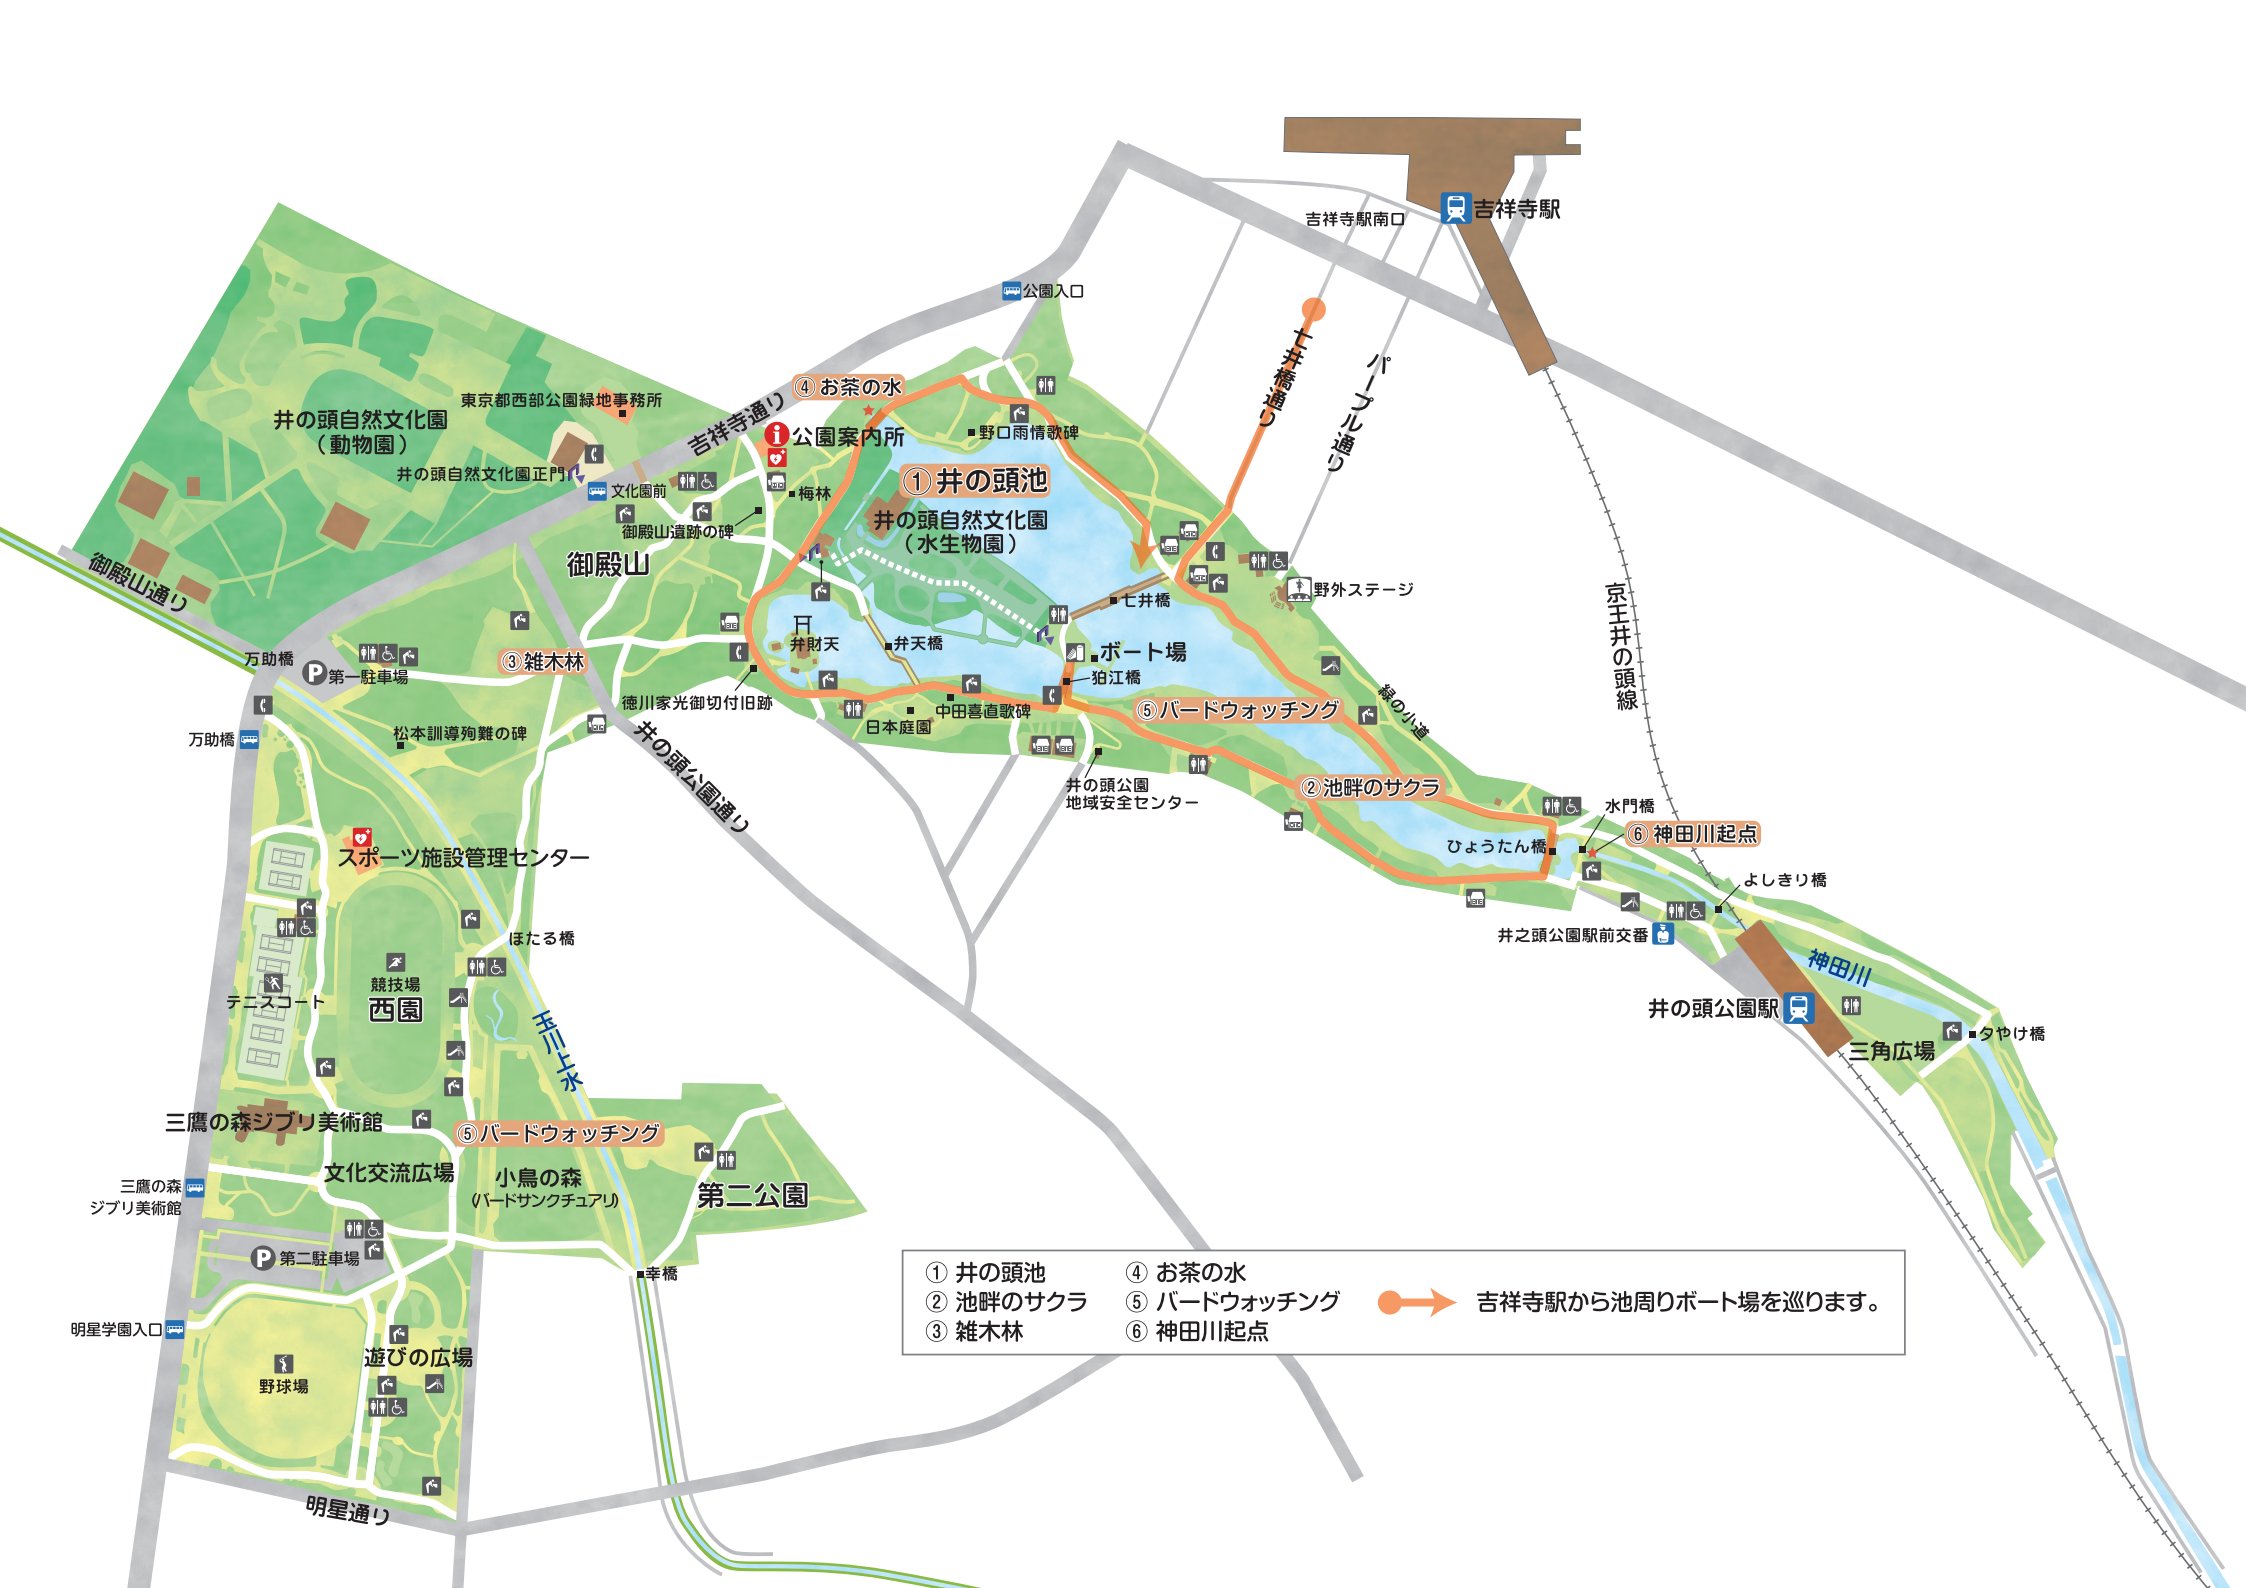 吉祥寺駅
吉祥寺駅南口
公園入口
七井橋通り
パープル通り
④ お茶の水
東京都西部公園緑地事務所
井の頭自然文化園
（動物園）
吉祥寺通り
公園案内所
野口雨情歌碑
井の頭自然文化園正門
文化園前
梅林
① 井の頭池
井の頭自然文化園
（水生物園）
御殿山遺跡の碑
御殿山
御殿山通り
野外ステージ
七井橋
京王井の頭線
弁財天
弁天橋
ボート場
狛江橋
万助橋
第一駐車場
③ 雑木林
徳川家光御切付旧跡
中田喜直歌碑
日本庭園
⑤ バードウォッチング
緑の小道
万助橋
松本訓導殉難の碑
井の頭公園通り
井の頭公園
地域安全センター
② 池畔のサクラ
水門橋
⑥ 神田川起点
ひょうたん橋
スポーツ施設管理センター
よしきり橋
井之頭公園駅前交番
ほたる橋
神田川
競技場
西園
テニスコート
井の頭公園駅
夕やけ橋
三角広場
玉川上水
三鷹の森ジブリ美術館
⑤ バードウォッチング
文化交流広場
小鳥の森
（バードサンクチュアリ）
第二公園
三鷹の森
ジブリ美術館
第二駐車場
幸橋
明星学園入口
遊びの広場
野球場
明星通り
① 井の頭池
② 池畔のサクラ
③ 雑木林
④ お茶の水
⑤ バードウォッチング
⑥ 神田川起点
吉祥寺駅から池周りボート場を巡ります。